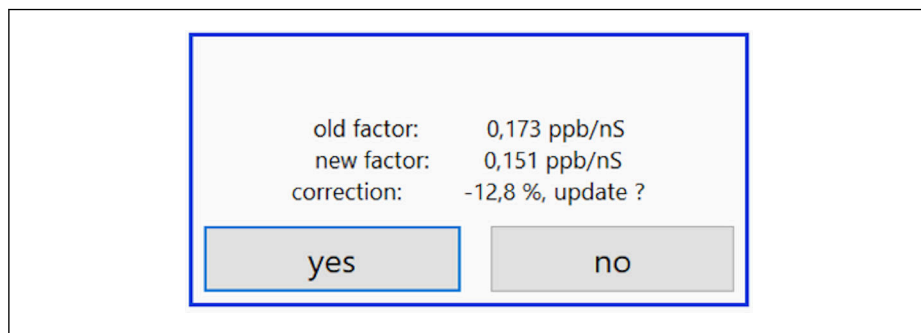 old factor: 0,173 ppb/nS
new factor: 0,151 ppb/nS
correction: -12,8 %, update ?
yes no